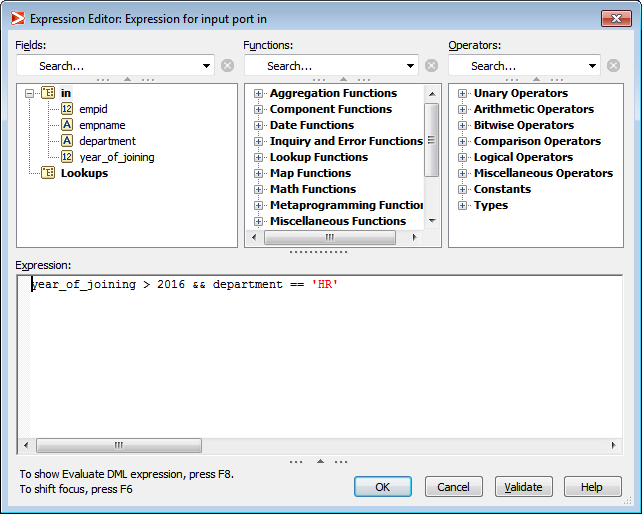 Expression Editor: Expression for input port in
Fields: Functions: Operators:
Search... Search... Search...
in
12 empid
A empname
A department
12 year_of_joining
Lookups
Aggregation Functions
Component Functions
Date Functions
Inquiry and Error Functions
Lookup Functions
Map Functions
Math Functions
Metaprogramming Function
Miscellaneous Functions
Unary Operators
Arithmetic Operators
Bitwise Operators
Comparison Operators
Logical Operators
Miscellaneous Operators
Constants
Types
Expression:
year_of_joining > 2016 && department == 'HR'
To show Evaluate DML expression, press F8.
To shift focus, press F6
OK Cancel Validate Help